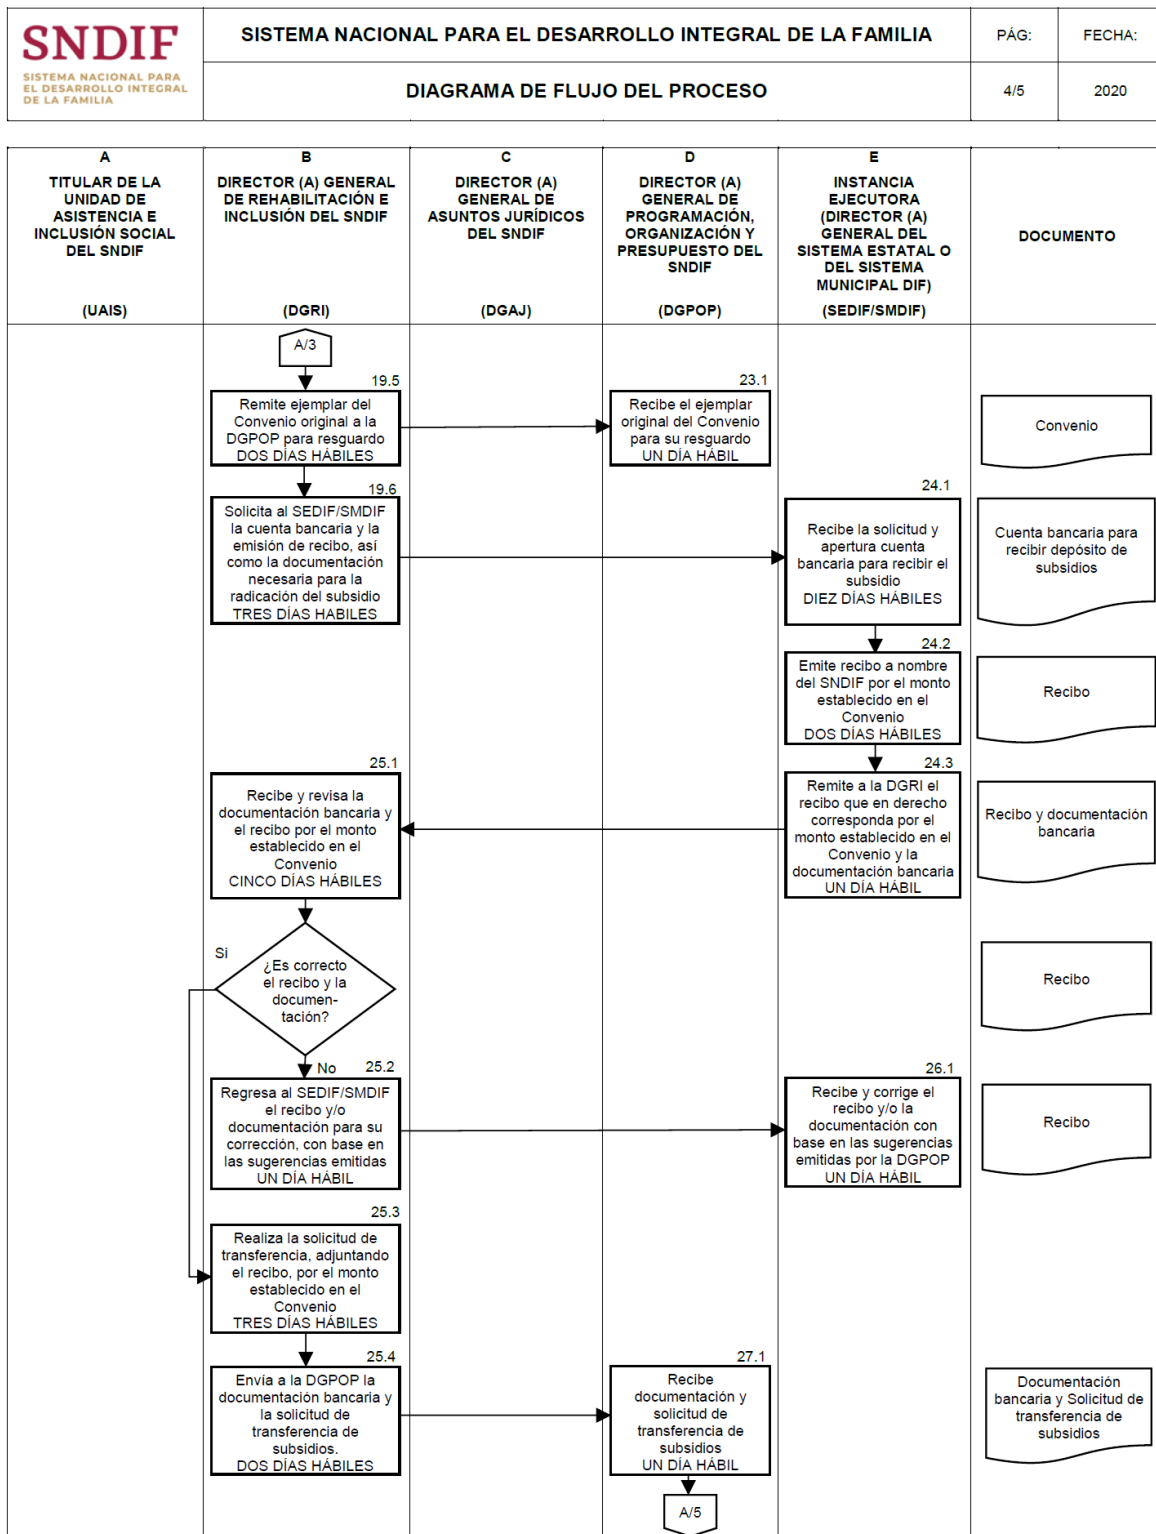 SNDIF
SISTEMA NACIONAL PARA
EL DESARROLLO INTEGRAL
DE LA FAMILIA
SISTEMA NACIONAL PARA EL DESARROLLO INTEGRAL DE LA FAMILIA
PÁG:
FECHA:
DIAGRAMA DE FLUJO DEL PROCESO
4/5
2020
A
TITULAR DE LA
UNIDAD DE
ASISTENCIA E
INCLUSIÓN SOCIAL
DEL SNDIF
(UAIS)
B
DIRECTOR (A) GENERAL
DE REHABILITACIÓN E
INCLUSIÓN DEL SNDIF
(DGRI)
C
DIRECTOR (A)
GENERAL DE
ASUNTOS JURÍDICOS
DEL SNDIF
(DGAJ)
D
DIRECTOR (A)
GENERAL DE
PROGRAMACIÓN,
ORGANIZACIÓN Y
PRESUPUESTO DEL
SNDIF
(DGPOP)
E
INSTANCIA
EJECUTORA
(DIRECTOR (A)
GENERAL DEL
SISTEMA ESTATAL O
DEL SISTEMA
MUNICIPAL DIF)
(SEDIF/SMDIF)
DOCUMENTO
A/3
19.5
Remite ejemplar del
Convenio original a la
DGPOP para resguardo
DOS DÍAS HÁBILES
23.1
Recibe el ejemplar
original del Convenio
para su resguardo
UN DÍA HÁBIL
Convenio
19.6
Solicita al SEDIF/SMDIF
la cuenta bancaria y la
emisión de recibo, así
como la documentación
necesaria para la
radicación del subsidio
TRES DÍAS HABILES
24.1
Recibe la solicitud y
apertura cuenta
bancaria para recibir el
subsidio
DIEZ DÍAS HÁBILES
Cuenta bancaria para
recibir depósito de
subsidios
24.2
Emite recibo a nombre
del SNDIF por el monto
establecido en el
Convenio
DOS DÍAS HÁBILES
Recibo
25.1
Recibe y revisa la
documentación bancaria y
el recibo por el monto
establecido en el
Convenio
CINCO DÍAS HÁBILES
24.3
Remite a la DGRI el
recibo que en derecho
corresponda por el
monto establecido en el
Convenio y la
documentación bancaria
UN DÍA HÁBIL
Recibo y documentación
bancaria
Si
¿Es correcto
el recibo y la
documen-
tación?
Recibo
No
25.2
Regresa al SEDIF/SMDIF
el recibo y/o
documentación para su
corrección, con base en
las sugerencias emitidas
UN DÍA HÁBIL
26.1
Recibe y corrige el
recibo y/o la
documentación con
base en las sugerencias
emitidas por la DGPOP
UN DÍA HÁBIL
Recibo
25.3
Realiza la solicitud de
transferencia, adjuntando
el recibo, por el monto
establecido en el
Convenio
TRES DÍAS HÁBILES
25.4
Envía a la DGPOP la
documentación bancaria y
la solicitud de
transferencia de
subsidios.
DOS DÍAS HÁBILES
27.1
Recibe
documentación y
solicitud de
transferencia de
subsidios
UN DÍA HÁBIL
Documentación
bancaria y Solicitud de
transferencia de
subsidios
A/5